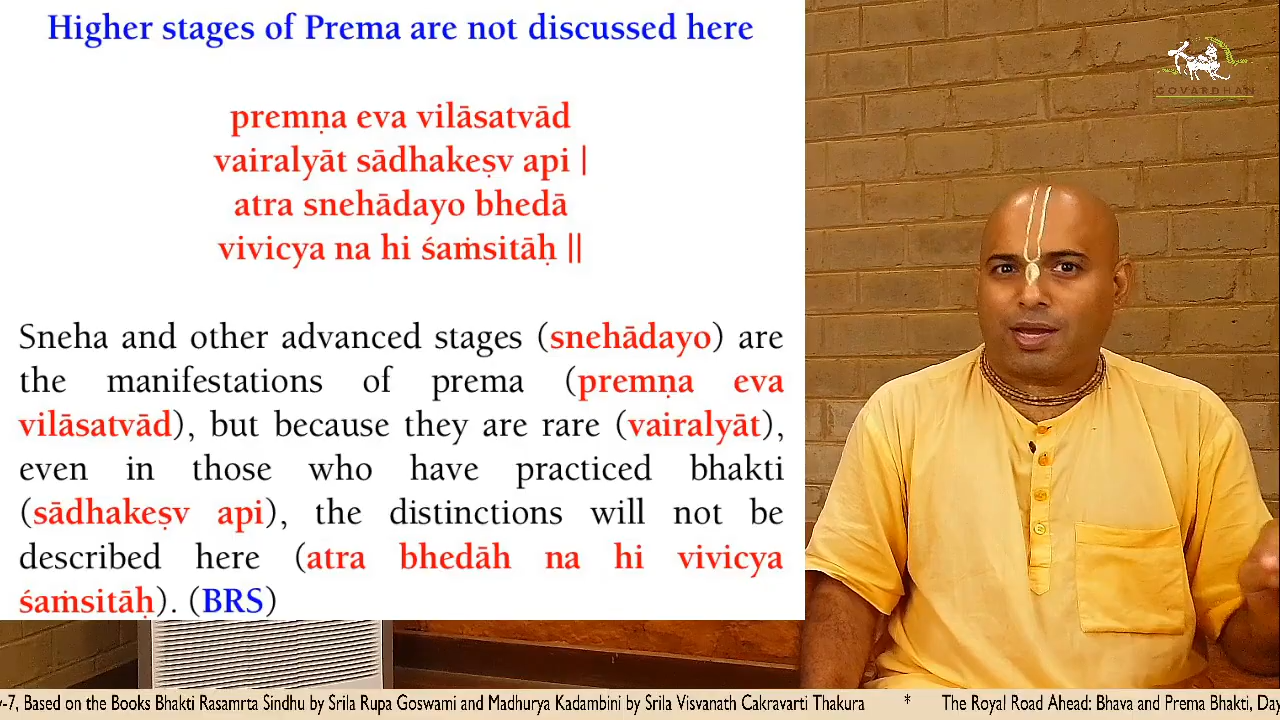 Higher stages of Prema are not discussed here
premṇa eva vilāsatvād
vairalyāt sādhakeṣv api |
atra snehādayo bhedā
vivicya na hi śaṁsitāḥ ||
Sneha and other advanced stages (snehādayo) are
the manifestations of prema (premṇa eva
vilāsatvād), but because they are rare (vairalyāt),
even in those who have practiced bhakti
(sādhakeṣv api), the distinctions will not be
described here (atra bhedāh na hi vivicya
śaṁsitāḥ). (BRS)
GOVARDHAN
-7, Based on the Books Bhakti Rasamrta Sindhu by Srila Rupa Goswami and Madhurya Kadambini by Srila Visvanath Cakravarti Thakura * The Royal Road Ahead: Bhava and Prema Bhakti, Day